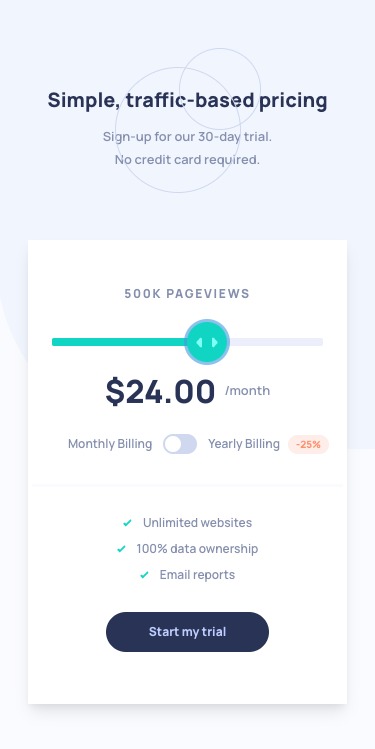 Simple, traffic-based pricing
Sign-up for our 30-day trial.
No credit card required.
500K PAGEVIEWS
$24.00 /month
Monthly Billing Yearly Billing -25%
Unlimited websites
100% data ownership
Email reports
Start my trial